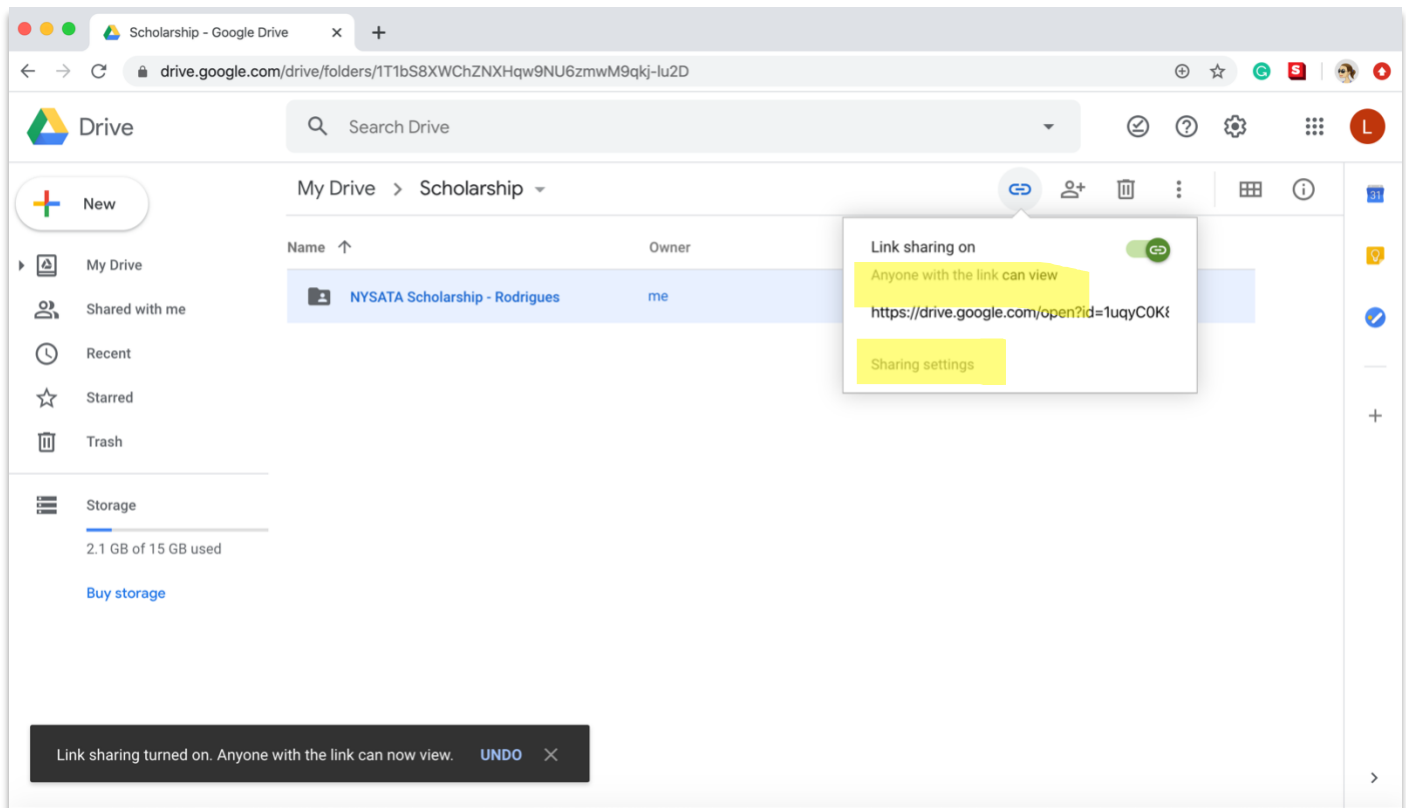 Scholarship - Google Drive
drive.google.com/drive/folders/1T1bS8XWChZNXHqw9NU6zmwM9qkj-lu2D
Drive
Search Drive
L
New
My Drive > Scholarship
31
Name
Owner
NYSATA Scholarship - Rodrigues
me
Link sharing on
Anyone with the link can view
https://drive.google.com/open?id=1uqyC0K8
Sharing settings
My Drive
Shared with me
Recent
Starred
Trash
Storage
2.1 GB of 15 GB used
Buy storage
Link sharing turned on. Anyone with the link can now view. UNDO